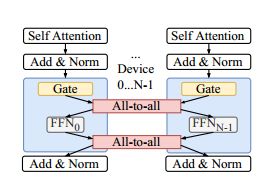 Self Attention
Self Attention
Add & Norm
...
Add & Norm
Device
0...N-1
Gate
Gate
All-to-all
FFN0
FFNN-1
All-to-all
Add & Norm
Add & Norm